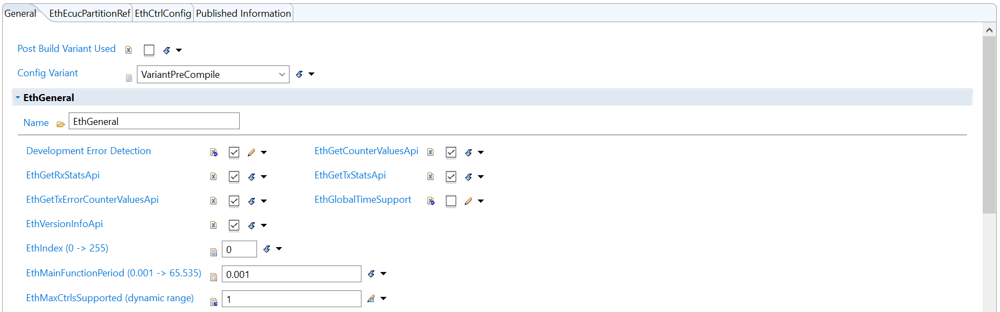 General EthEcucPartitionRef EthCtrlConfig Published Information
Post Build Variant Used
Config Variant VariantPreCompile
EthGeneral
Name EthGeneral
Development Error Detection EthGetCounterValuesApi
EthGetRxStatsApi EthGetTxStatsApi
EthGetTxErrorCounterValuesApi EthGlobalTimeSupport
EthVersionInfoApi
EthIndex (0 -> 255) 0
EthMainFunctionPeriod (0.001 -> 65.535) 0.001
EthMaxCtrlsSupported (dynamic range) 1